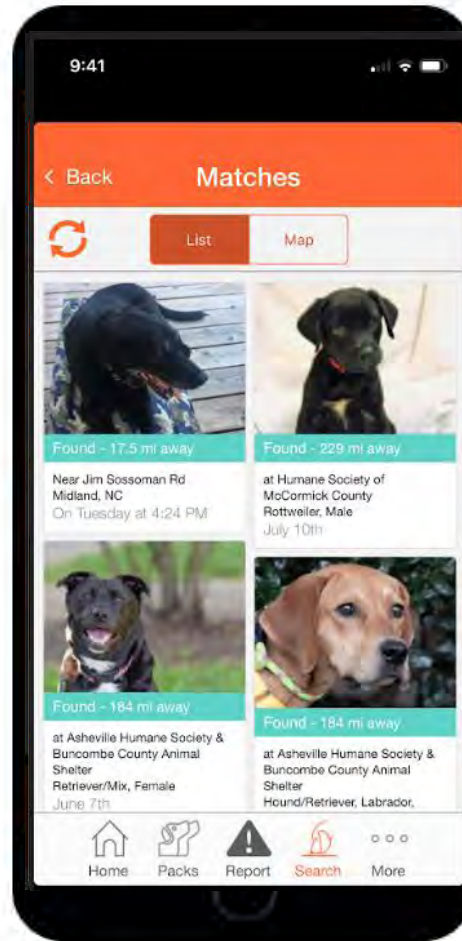 9:41
< Back
Matches
List
Map
Found - 17.5 mi away
Near Jim Sossoman Rd
Midland, NC
On Tuesday at 4:24 PM
Found - 229 mi away
at Humane Society of
McCormick County
Rottweiler, Male
July 10th
Found - 184 mi away
at Asheville Humane Society &
Buncombe County Animal
Shelter
Retriever/Mix, Female
June 7th
Found - 184 mi away
at Asheville Humane Society &
Buncombe County Animal
Shelter
Hound/Retriever, Labrador,
Home
Packs
Report
Search
More